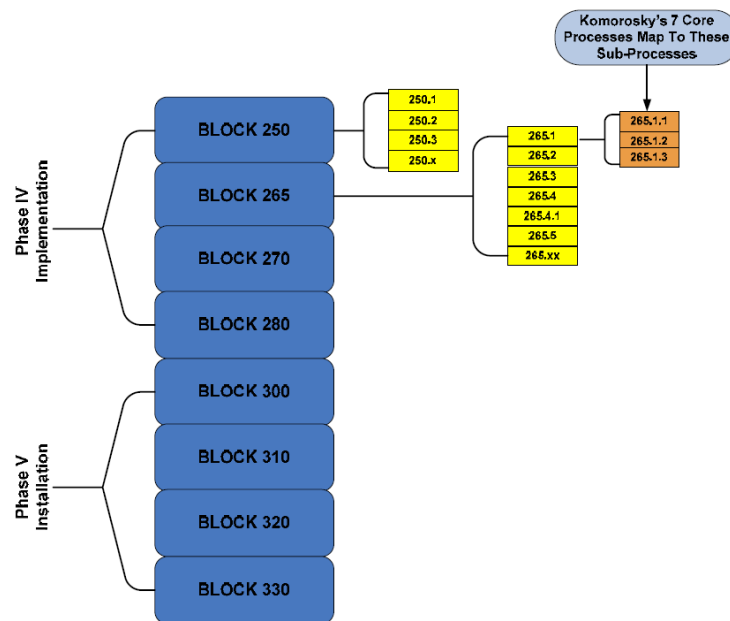 Komorosky's 7 Core
Processes Map To These
Sub-Processes
Phase IV
Implementation
BLOCK 250
BLOCK 265
BLOCK 270
BLOCK 280
250.1
250.2
250.3
250.x
265.1
265.2
265.3
265.4
265.4.1
265.5
265.xx
265.1.1
265.1.2
265.1.3
Phase V
Installation
BLOCK 300
BLOCK 310
BLOCK 320
BLOCK 330